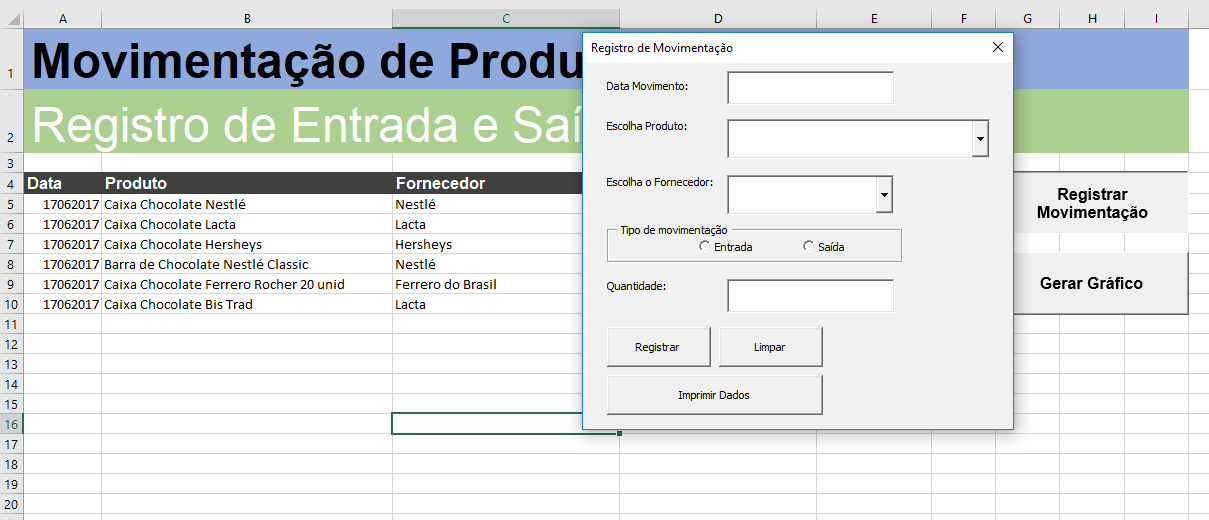 A B C D E F G H I
1 Movimentação de Produ
2 Registro de Entrada e Saí
3
4 Data Produto Fornecedor
5 17062017 Caixa Chocolate Nestlé Nestlé
6 17062017 Caixa Chocolate Lacta Lacta
7 17062017 Caixa Chocolate Hersheys Hersheys
8 17062017 Barra de Chocolate Nestlé Classic Nestlé
9 17062017 Caixa Chocolate Ferrero Rocher 20 unid Ferrero do Brasil
10 17062017 Caixa Chocolate Bis Trad Lacta
11
12
13
14
15
16
17
18
19
20
Registro de Movimentação
Data Movimento:
Escolha Produto:
Escolha o Fornecedor:
Tipo de movimentação
Entrada Saída
Quantidade:
Registrar Limpar
Imprimir Dados
Registrar
Movimentação
Gerar Gráfico